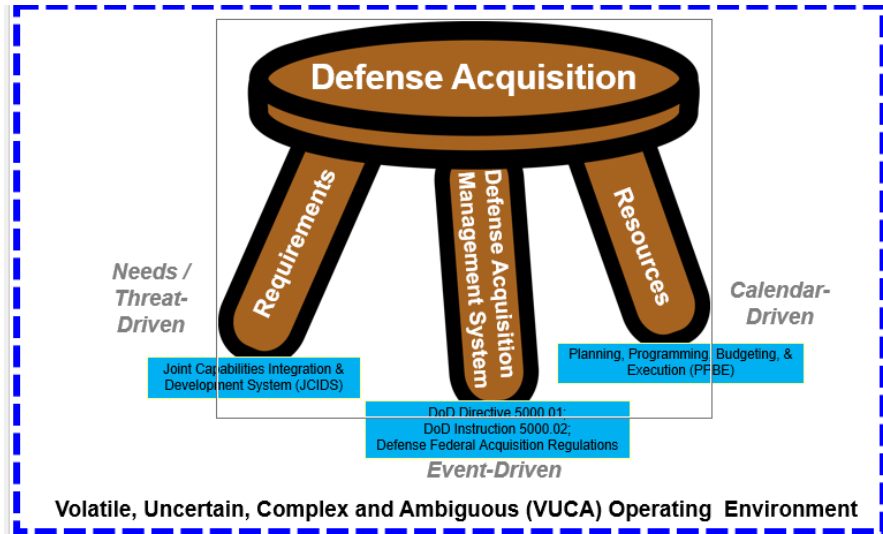 Defense Acquisition
Requirements
Defense Acquisition
Management System
Resources
Needs /
Threat-
Driven
Calendar-
Driven
Joint Capabilities Integration &
Development System (JCIDS)
Planning, Programming, Budgeting, &
Execution (PPBE)
DoD Directive 5000.01;
DoD Instruction 5000.02;
Defense Federal Acquisition Regulations
Event-Driven
Volatile, Uncertain, Complex and Ambiguous (VUCA) Operating Environment